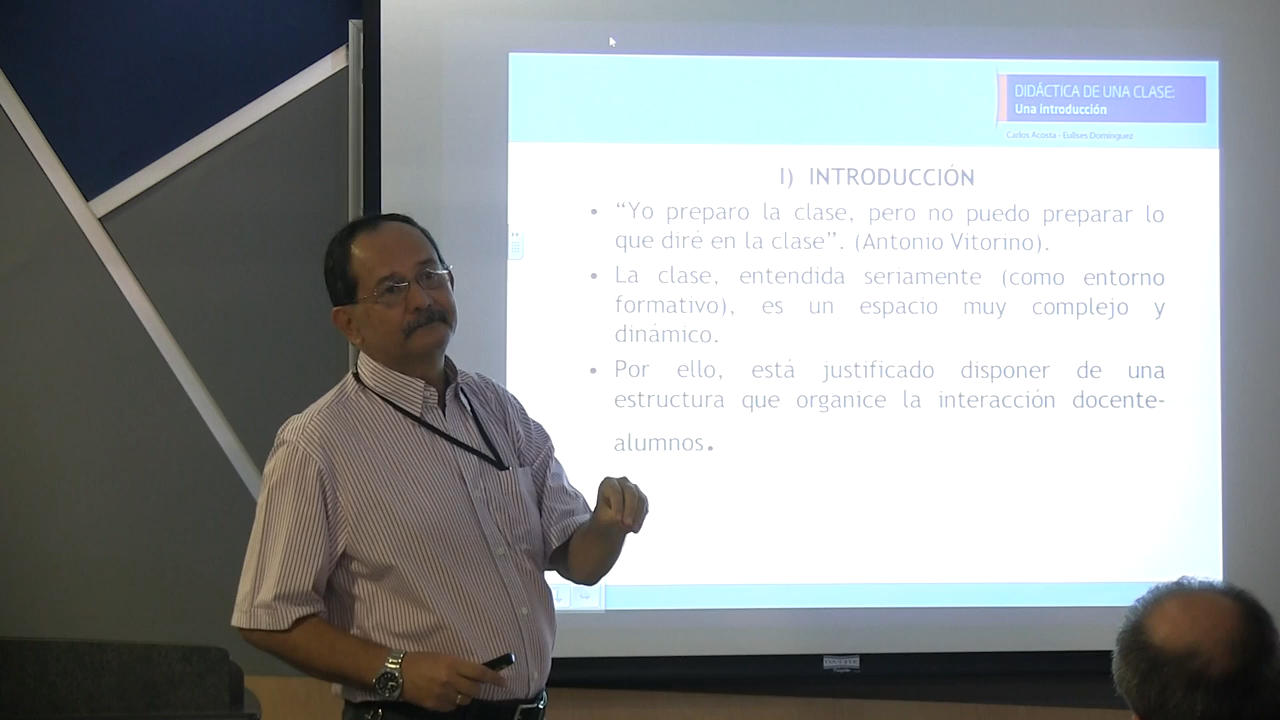 DIDÁCTICA DE UNA CLASE:
Una introducción
Carlos Acosta - Eulises Domínguez
I) INTRODUCCIÓN
• “Yo preparo la clase, pero no puedo preparar lo
que diré en la clase”. (Antonio Vitorino).
• La clase, entendida seriamente (como entorno
formativo), es un espacio muy complejo y
dinámico.
• Por ello, está justificado disponer de una
estructura que organice la interacción docente-
alumnos.